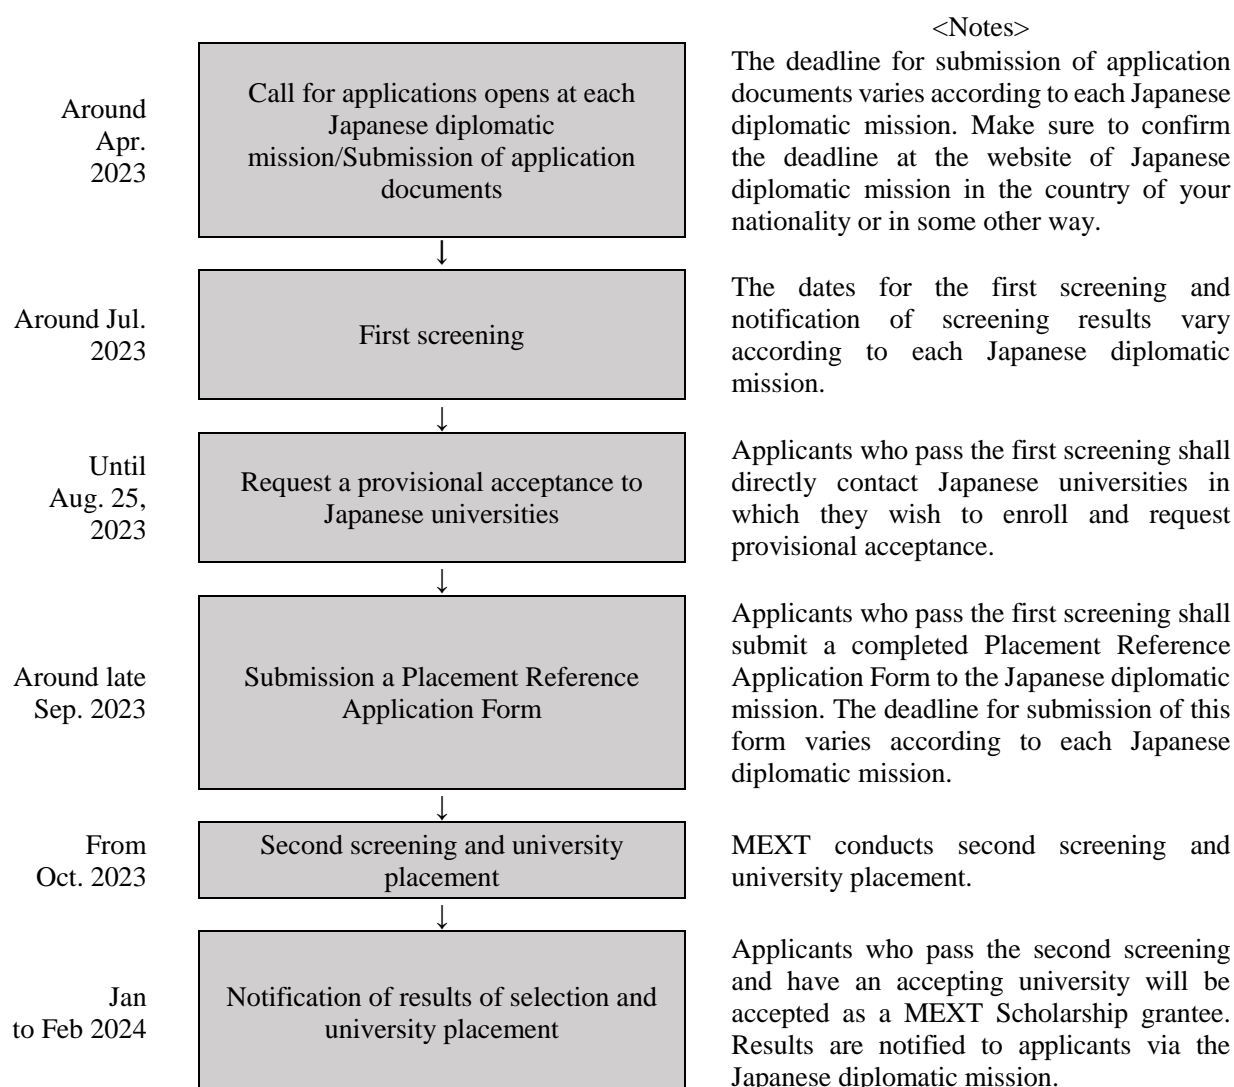 <Notes>
Around
Apr.
2023
Call for applications opens at each
Japanese diplomatic
mission/Submission of application
documents
The deadline for submission of application
documents varies according to each Japanese
diplomatic mission. Make sure to confirm
the deadline at the website of Japanese
diplomatic mission in the country of your
nationality or in some other way.
↓
Around Jul.
2023
First screening
The dates for the first screening and
notification of screening results vary
according to each Japanese diplomatic
mission.
↓
Until
Aug. 25,
2023
Request a provisional acceptance to
Japanese universities
Applicants who pass the first screening shall
directly contact Japanese universities in
which they wish to enroll and request
provisional acceptance.
↓
Around late
Sep. 2023
Submission a Placement Reference
Application Form
Applicants who pass the first screening shall
submit a completed Placement Reference
Application Form to the Japanese diplomatic
mission. The deadline for submission of this
form varies according to each Japanese
diplomatic mission.
↓
From
Oct. 2023
Second screening and university
placement
MEXT conducts second screening and
university placement.
↓
Jan
to Feb 2024
Notification of results of selection and
university placement
Applicants who pass the second screening
and have an accepting university will be
accepted as a MEXT Scholarship grantee.
Results are notified to applicants via the
Japanese diplomatic mission.